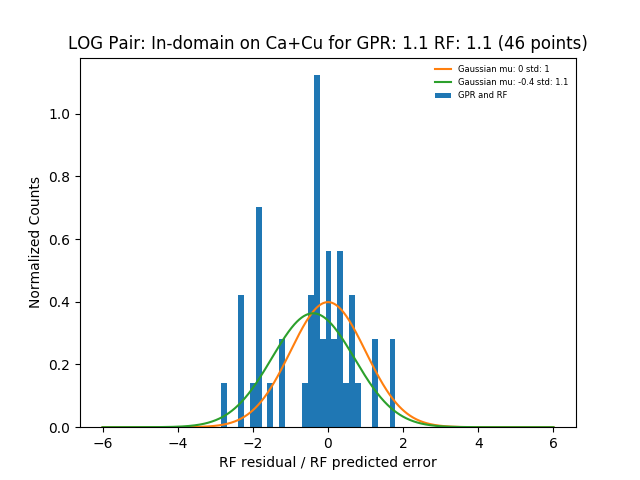 LOG Pair: In-domain on Ca+Cu for GPR: 1.1 RF: 1.1 (46 points)
Gaussian mu: 0 std: 1
Gaussian mu: -0.4 std: 1.1
GPR and RF
Normalized Counts
1.0
0.8
0.6
0.4
0.2
0.0
−6 −4 −2 0 2 4 6
RF residual / RF predicted error